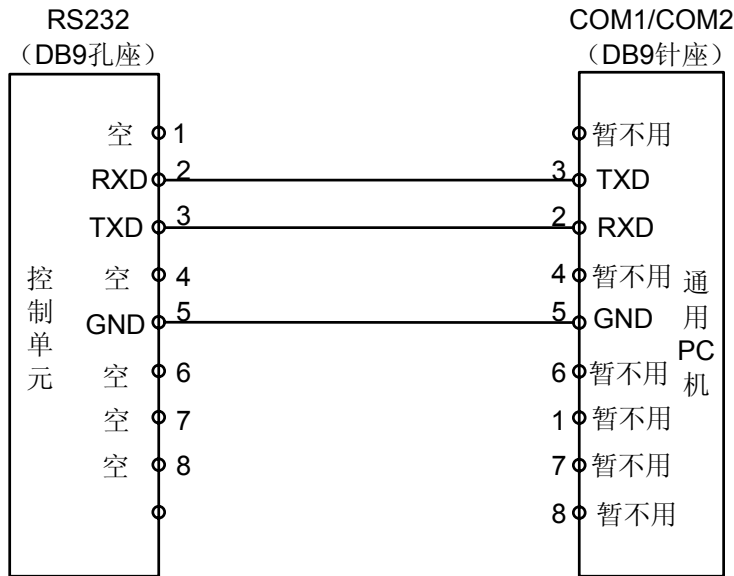 RS232
（DB9孔座）
COM1/COM2
（DB9针座）
空 1
暂不用
RXD 2
3 TXD
TXD 3
2 RXD
空 4
4 暂不用
GND 5
5 GND
空 6
6 暂不用
空 7
1 暂不用
空 8
7 暂不用
8 暂不用
控制单元
通用PC机